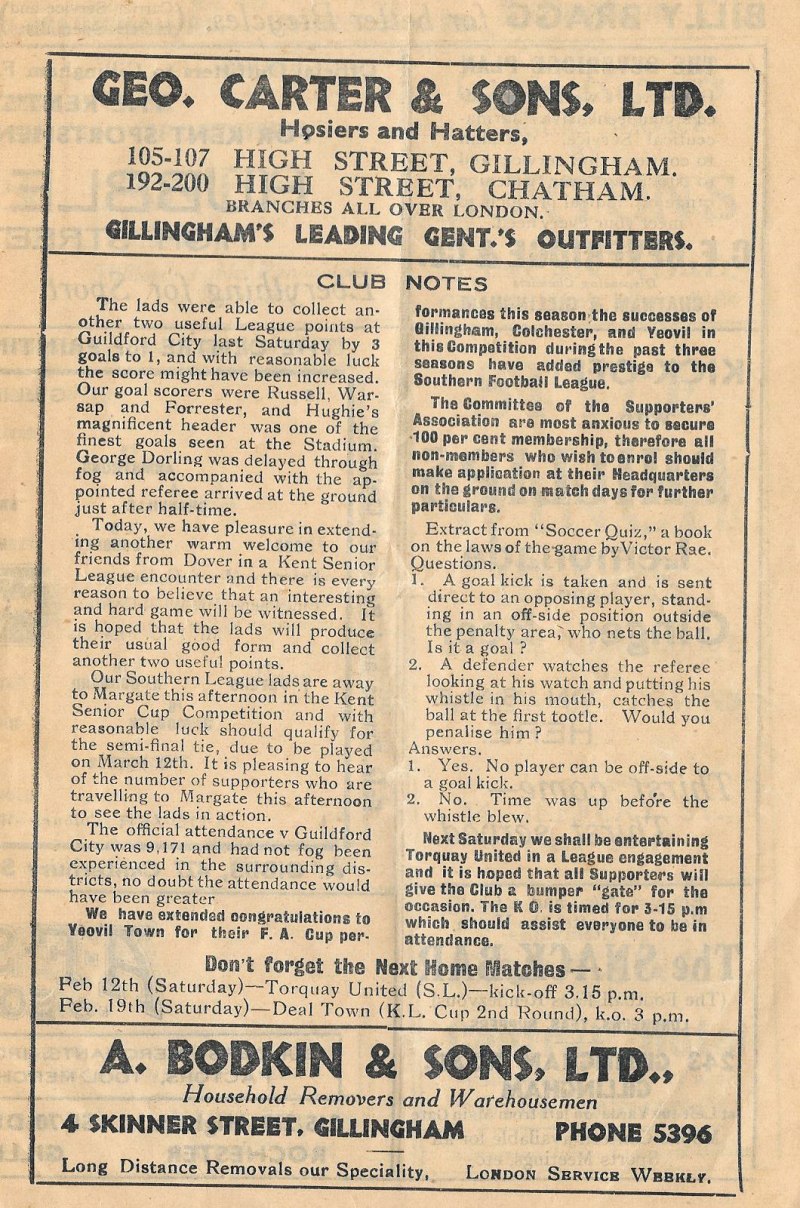 GEO. CARTER & SONS, LTD.
Hosiers and Hatters,
105-107 HIGH STREET, GILLINGHAM.
192-200 HIGH STREET, CHATHAM.
BRANCHES ALL OVER LONDON.
GILLINGHAM'S LEADING GENT.'S OUTFITTERS.
CLUB NOTES
The lads were able to collect an-
other two useful League points at
Guildford City last Saturday by 3
goals to 1, and with reasonable luck
the score might have been increased.
Our goal scorers were Russell, War-
sap and Forrester, and Hughie's
magnificent header was one of the
finest goals seen at the Stadium.
George Dorling was delayed through
fog and accompanied with the ap-
pointed referee arrived at the ground
just after half-time.
Today, we have pleasure in extend-
ing another warm welcome to our
friends from Dover in a Kent Senior
League encounter and there is every
reason to believe that an interesting
and hard game will be witnessed. It
is hoped that the lads will produce
their usual good form and collect
another two useful points.
Our Southern League lads are away
to Margate this afternoon in the Kent
Senior Cup Competition and with
reasonable luck should qualify for
the semi-final tie, due to be played
on March 12th. It is pleasing to hear
of the number of supporters who are
travelling to Margate this afternoon
to see the lads in action.
The official attendance v Guildford
City was 9,171 and had not fog been
experienced in the surrounding dis-
tricts, no doubt the attendance would
have been greater
We have extended congratulations to
Yeovil Town for their F. A. Cup per-
formances this season the successes of
Gillingham, Colchester, and Yeovil in
this Competition during the past three
seasons have added prestige to the
Southern Football League.
The Committee of the Supporters'
Association are most anxious to secure
100 per cent membership, therefore all
non-members who wish to enrol should
make application at their Headquarters
on the ground on match days for further
particulars.
Extract from "Soccer Quiz," a book
on the laws of the game by Victor Rae.
Questions.
1. A goal kick is taken and is sent
direct to an opposing player, stand-
ing in an off-side position outside
the penalty area, who nets the ball.
Is it a goal ?
2. A defender watches the referee
looking at his watch and putting his
whistle in his mouth, catches the
ball at the first tootle. Would you
penalise him ?
Answers.
1. Yes. No player can be off-side to
a goal kick.
2. No. Time was up before the
whistle blew.
Next Saturday we shall be entertaining
Torquay United in a League engagement
and it is hoped that all Supporters will
give the Club a bumper "gate" for the
occasion. The K O. is timed for 3-15 p.m
which should assist everyone to be in
attendance.
Don't forget the Next Home Matches—
Feb 12th (Saturday)—Torquay United (S.L.)—kick-off 3.15 p.m.
Feb. 19th (Saturday)—Deal Town (K.L. Cup 2nd Round), k.o. 3 p.m.
A. BODKIN & SONS, LTD.,
Household Removers and Warehousemen
4 SKINNER STREET, GILLINGHAM PHONE 5396
Long Distance Removals our Speciality, LONDON SERVICE WEEKLY.